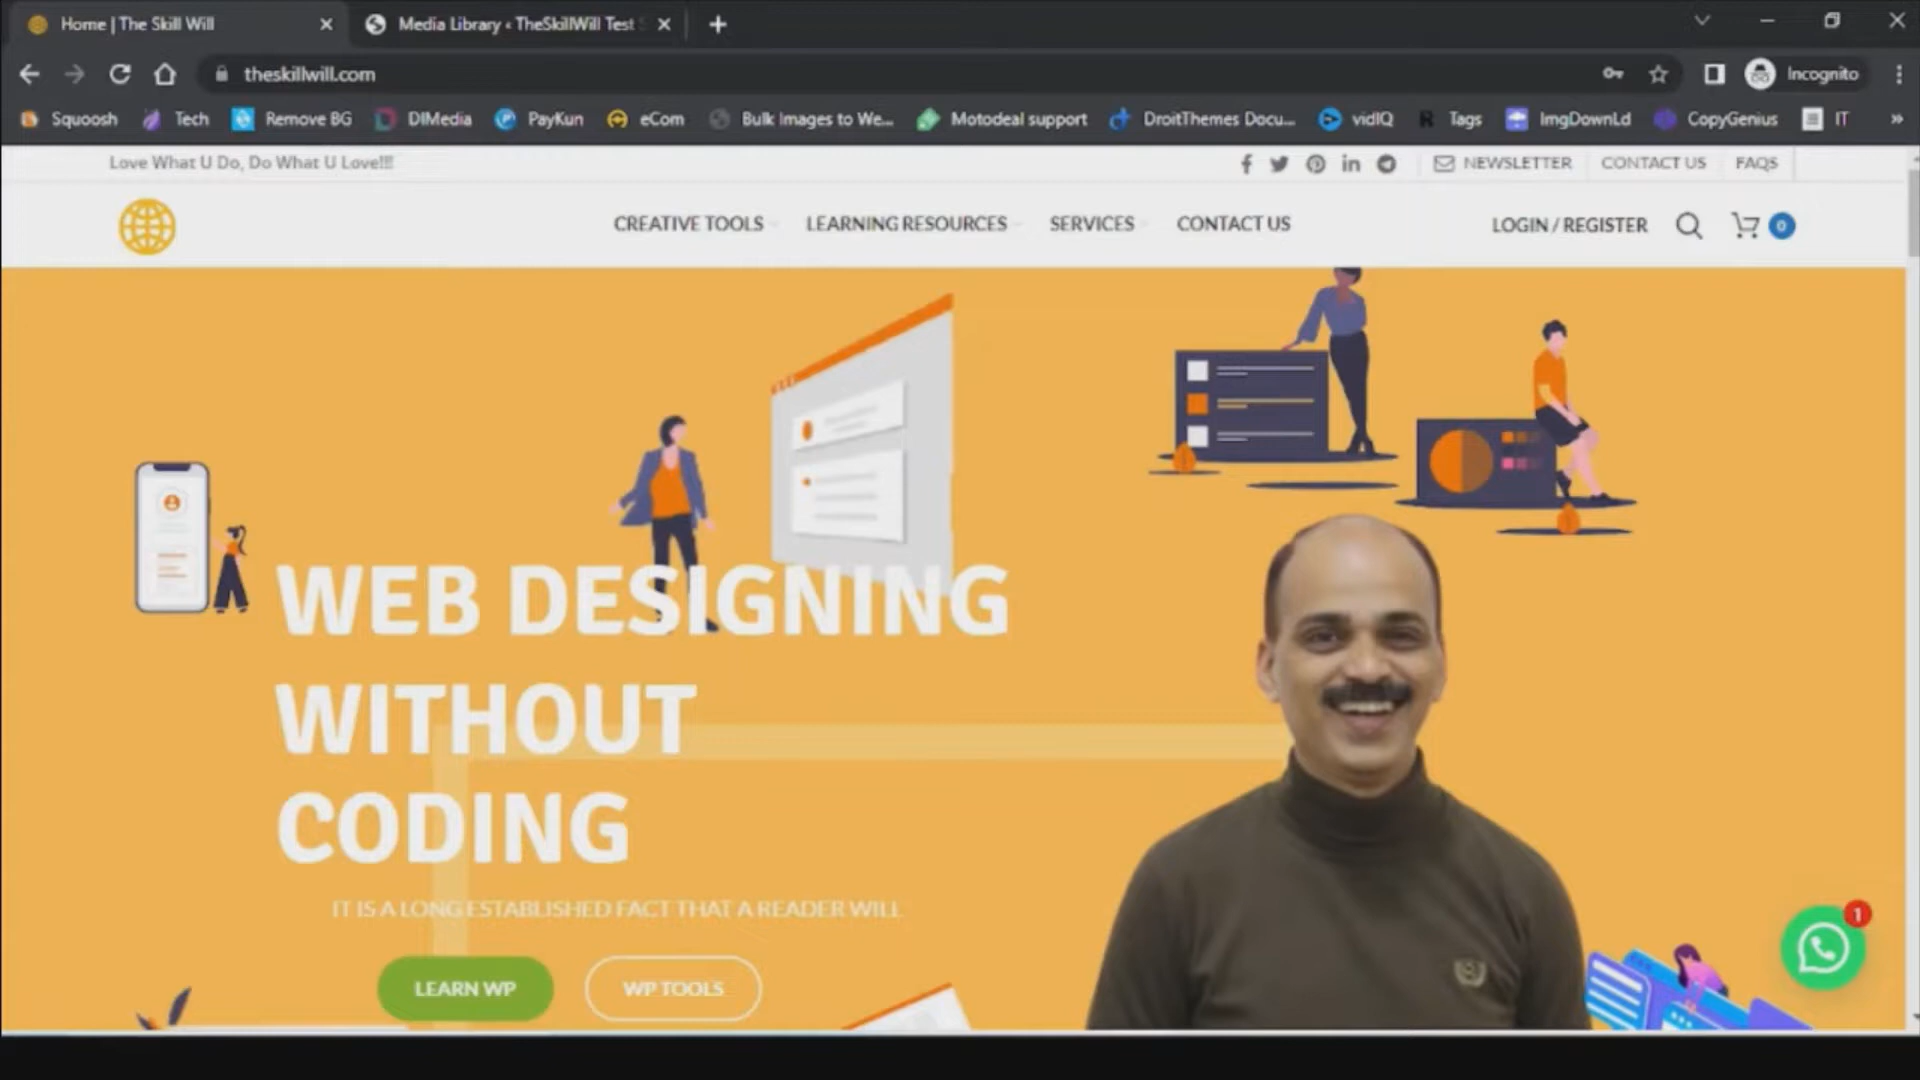 Home | The Skill Will
Media Library ‹ TheSkillWill Test
theskillwill.com
Incognito
Squoosh
Tech
Remove BG
DIMedia
PayKun
eCom
Bulk Images to We...
Motodeal support
DroitThemes Docu...
vidIQ
Tags
ImgDownLd
CopyGenius
IT
»
Love What U Do, Do What U Love!!!
NEWSLETTER
CONTACT US
FAQS
CREATIVE TOOLS
LEARNING RESOURCES
SERVICES
CONTACT US
LOGIN / REGISTER
0
WEB DESIGNING
WITHOUT
CODING
IT IS A LONG ESTABLISHED FACT THAT A READER WILL
LEARN WP
WP TOOLS
1